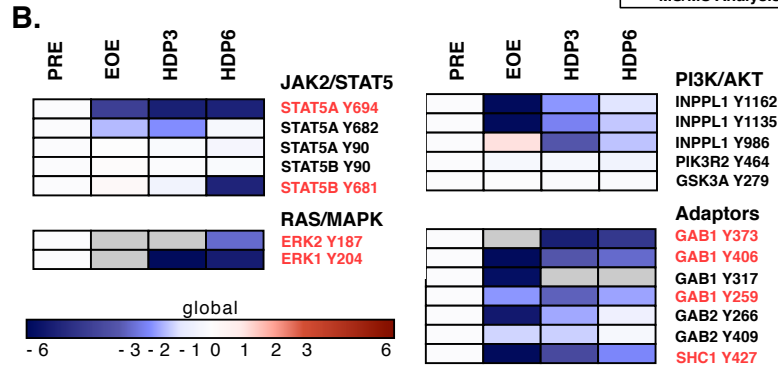 B.
PRE EOE HDP3 HDP6
JAK2/STAT5
STAT5A Y694
STAT5A Y682
STAT5A Y90
STAT5B Y90
STAT5B Y681
RAS/MAPK
ERK2 Y187
ERK1 Y204
global
- 6 - 3 - 2 - 1 0 1 2 3 6
PRE EOE HDP3 HDP6
PI3K/AKT
INPPL1 Y1162
INPPL1 Y1135
INPPL1 Y986
PIK3R2 Y464
GSK3A Y279
Adaptors
GAB1 Y373
GAB1 Y406
GAB1 Y317
GAB1 Y259
GAB2 Y266
GAB2 Y409
SHC1 Y427